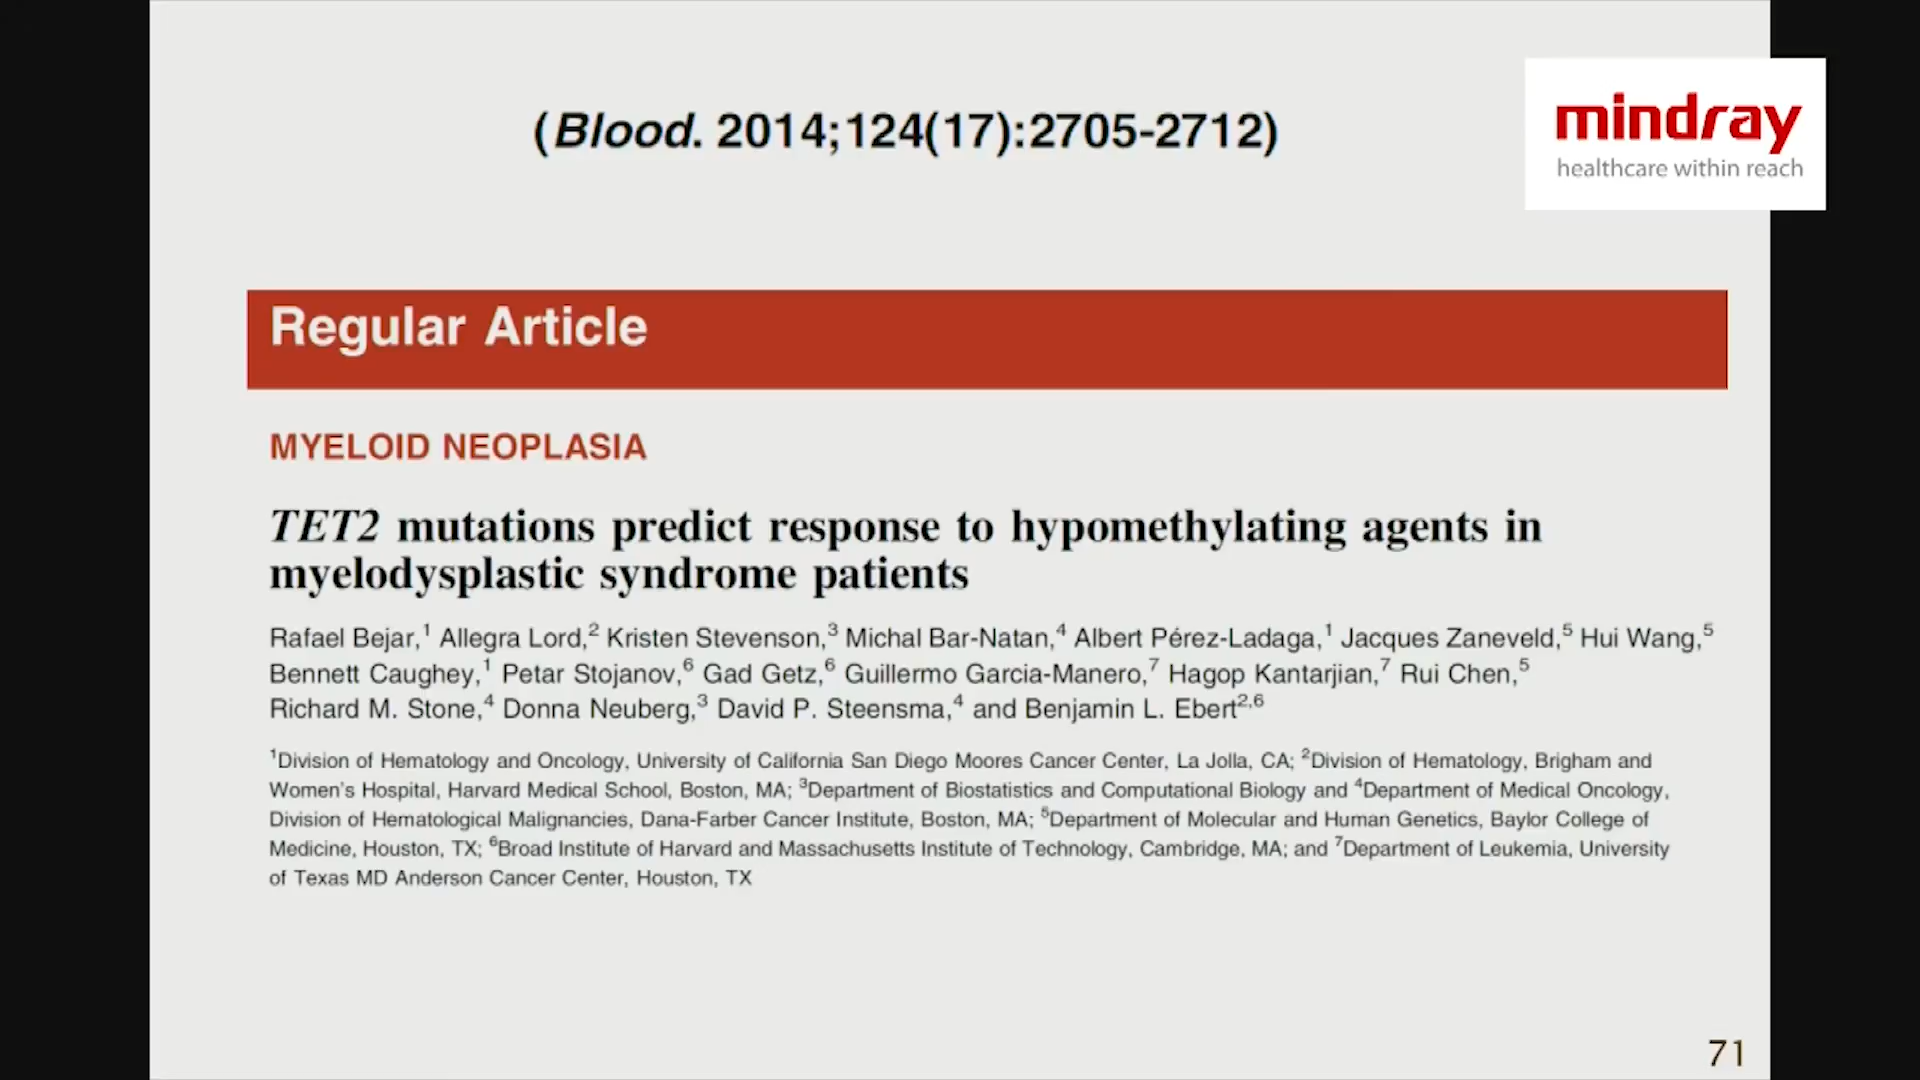 (Blood. 2014;124(17):2705-2712)
mindray
healthcare within reach
Regular Article
MYELOID NEOPLASIA
TET2 mutations predict response to hypomethylating agents in
myelodysplastic syndrome patients
Rafael Bejar,¹ Allegra Lord,² Kristen Stevenson,³ Michal Bar-Natan,⁴ Albert Pérez-Ladaga,¹ Jacques Zaneveld,⁵ Hui Wang,⁵
Bennett Caughey,¹ Petar Stojanov,⁶ Gad Getz,⁶ Guillermo Garcia-Manero,⁷ Hagop Kantarjian,⁷ Rui Chen,⁵
Richard M. Stone,⁴ Donna Neuberg,³ David P. Steensma,⁴ and Benjamin L. Ebert²,⁶
¹Division of Hematology and Oncology, University of California San Diego Moores Cancer Center, La Jolla, CA; ²Division of Hematology, Brigham and
Women's Hospital, Harvard Medical School, Boston, MA; ³Department of Biostatistics and Computational Biology and ⁴Department of Medical Oncology,
Division of Hematological Malignancies, Dana-Farber Cancer Institute, Boston, MA; ⁵Department of Molecular and Human Genetics, Baylor College of
Medicine, Houston, TX; ⁶Broad Institute of Harvard and Massachusetts Institute of Technology, Cambridge, MA; and ⁷Department of Leukemia, University
of Texas MD Anderson Cancer Center, Houston, TX
71